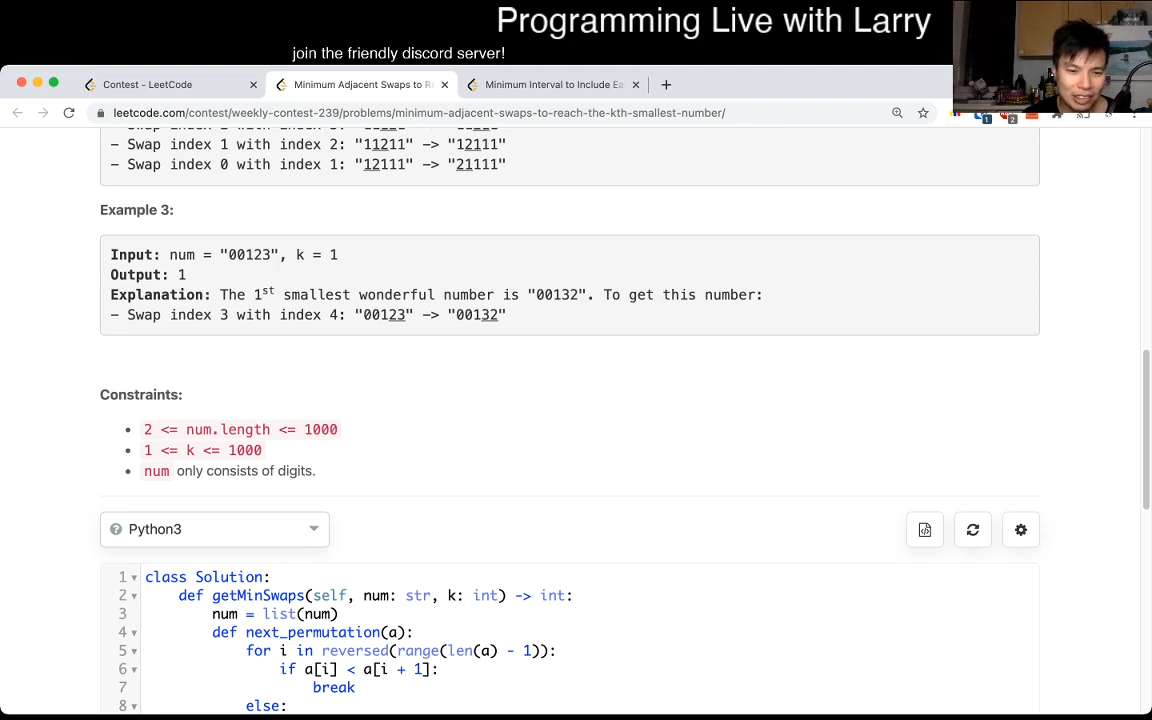 Programming Live with Larry
join the friendly discord server!
Contest - LeetCode
Minimum Adjacent Swaps to R
Minimum Interval to Include Ea
leetcode.com/contest/weekly-contest-239/problems/minimum-adjacent-swaps-to-reach-the-kth-smallest-number/
- Swap index 1 with index 2: "11211" -> "12111"
- Swap index 0 with index 1: "12111" -> "21111"
Example 3:
Input: num = "00123", k = 1
Output: 1
Explanation: The 1st smallest wonderful number is "00132". To get this number:
- Swap index 3 with index 4: "00123" -> "00132"
Constraints:
2 <= num.length <= 1000
1 <= k <= 1000
num only consists of digits.
Python3
1 class Solution:
2 def getMinSwaps(self, num: str, k: int) -> int:
3 num = list(num)
4 def next_permutation(a):
5 for i in reversed(range(len(a) - 1)):
6 if a[i] < a[i + 1]:
7 break
8 else: